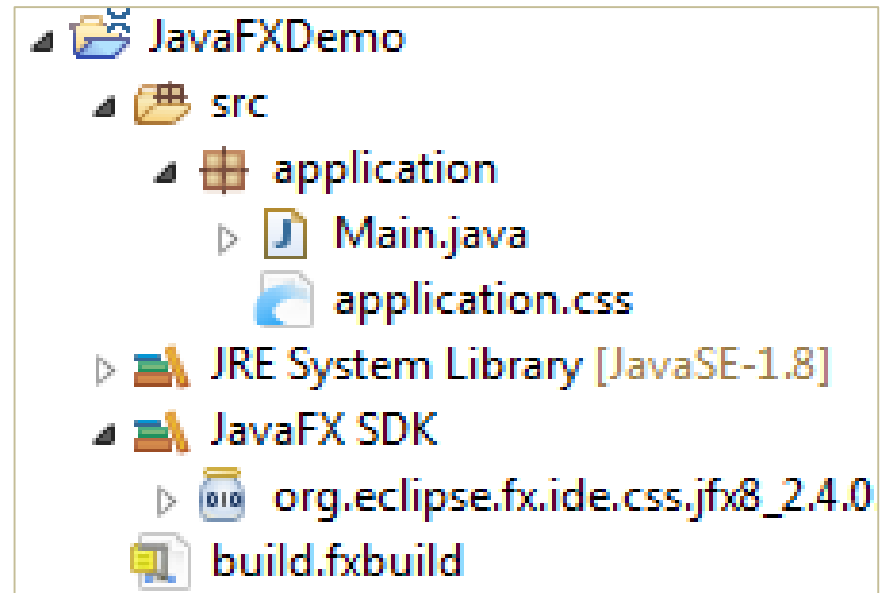 JavaFXDemo
src
application
Main.java
application.css
JRE System Library [JavaSE-1.8]
JavaFX SDK
org.eclipse.fx.ide.css.jfx8_2.4.0
build.fxbuild